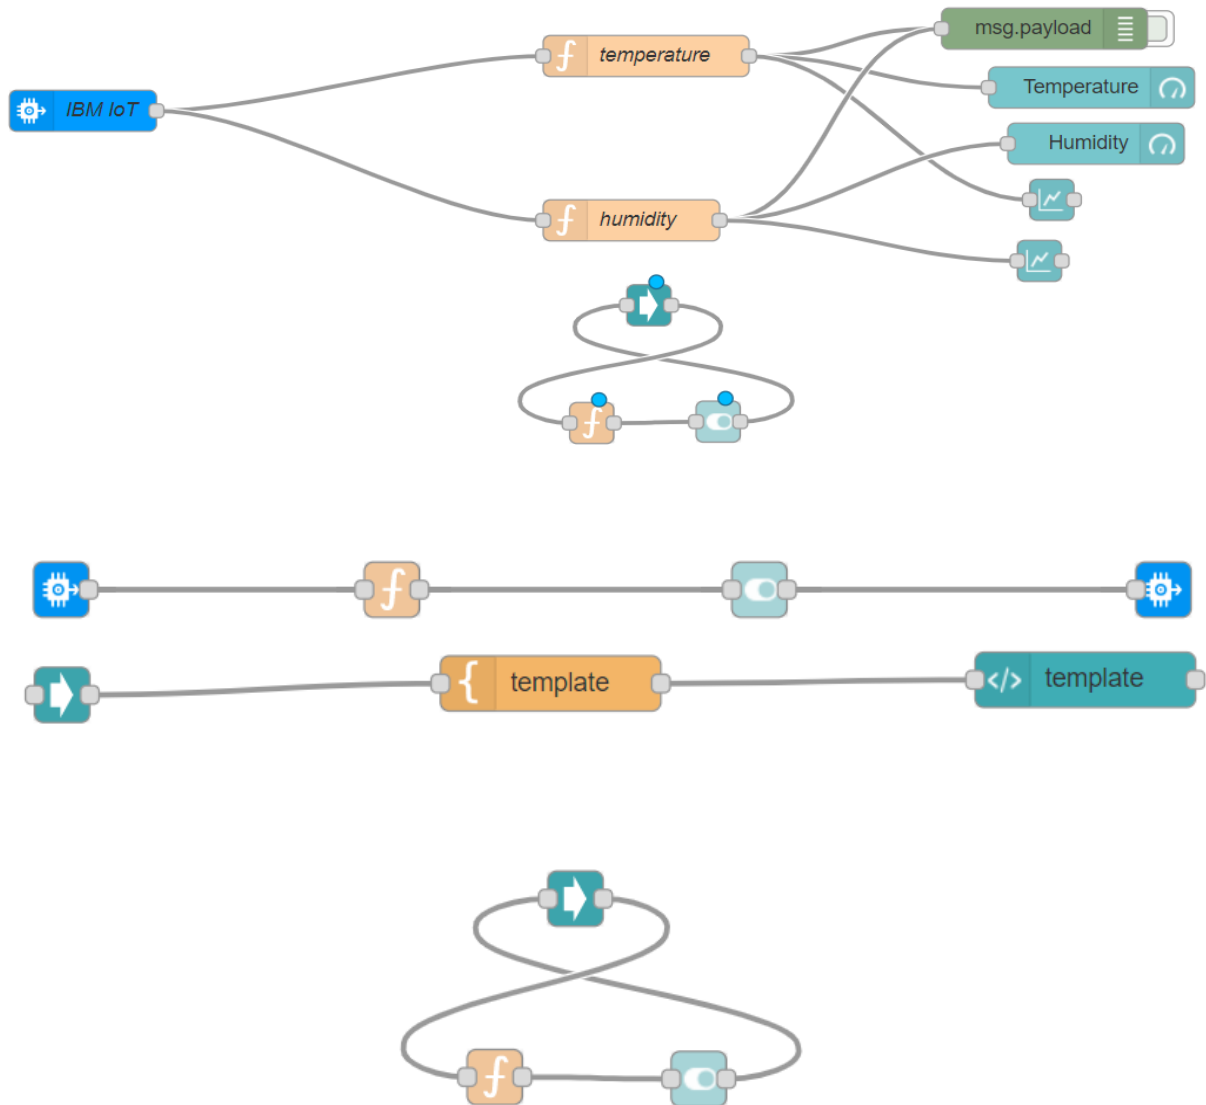 msg.payload
temperature
Temperature
IBM IoT
Humidity
humidity
template
template